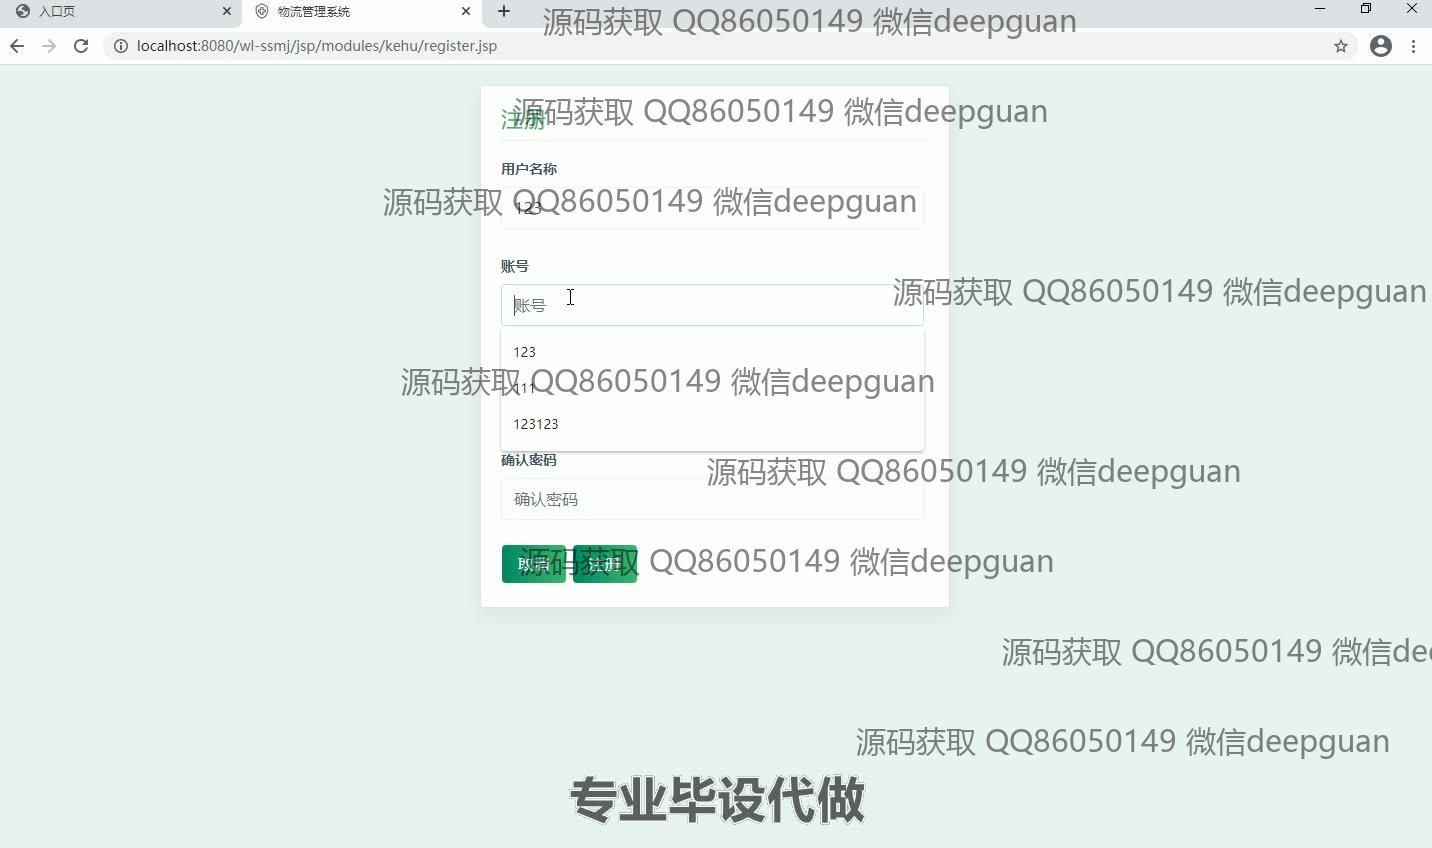 入口页
物流管理系统
源码获取 QQ86050149 微信deepguan
localhost:8080/wl-ssmj/jsp/modules/kehu/register.jsp
源码获取 QQ86050149 微信deepguan
注册
用户名称
源码获取 QQ86050149 微信deepguan
123
账号
源码获取 QQ86050149 微信deepguan
账号
123
源码获取 QQ86050149 微信deepguan
111
123123
确认密码
源码获取 QQ86050149 微信deepguan
确认密码
源码获取 QQ86050149 微信deepguan
取消 注册
源码获取 QQ86050149 微信dee
源码获取 QQ86050149 微信deepguan
专业毕设代做